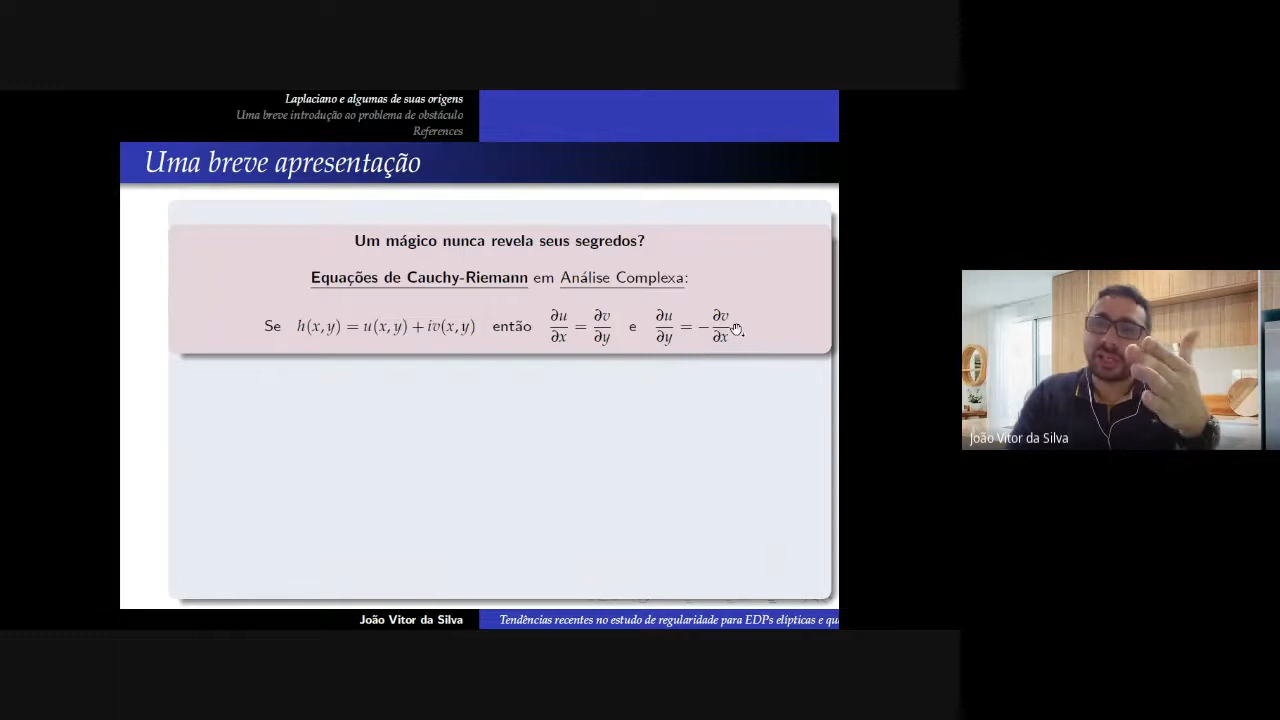 Laplaciano e algumas de suas origens
Uma breve introdução ao problema de obstáculo
References
Uma breve apresentação
Um mágico nunca revela seus segredos?
Equações de Cauchy-Riemann em Análise Complexa:
Se h(x, y) = u(x, y) + iv(x, y) então ∂u/∂x = ∂v/∂y e ∂u/∂y = −∂v/∂x
João Vitor da Silva
João Vitor da Silva
Tendências recentes no estudo de regularidade para EDPs elípticas e